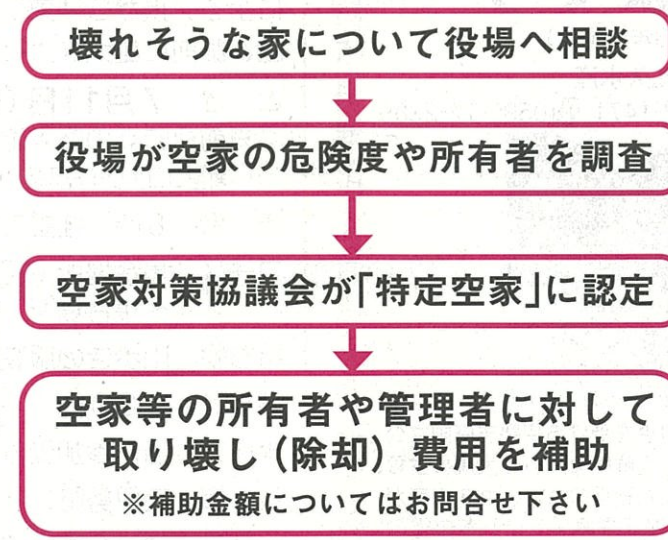 壊れそうな家について役場へ相談
役場が空家の危険度や所有者を調査
空家対策協議会が「特定空家」に認定
空家等の所有者や管理者に対して
取り壊し（除却）費用を補助
※補助金額についてはお問合せ下さい